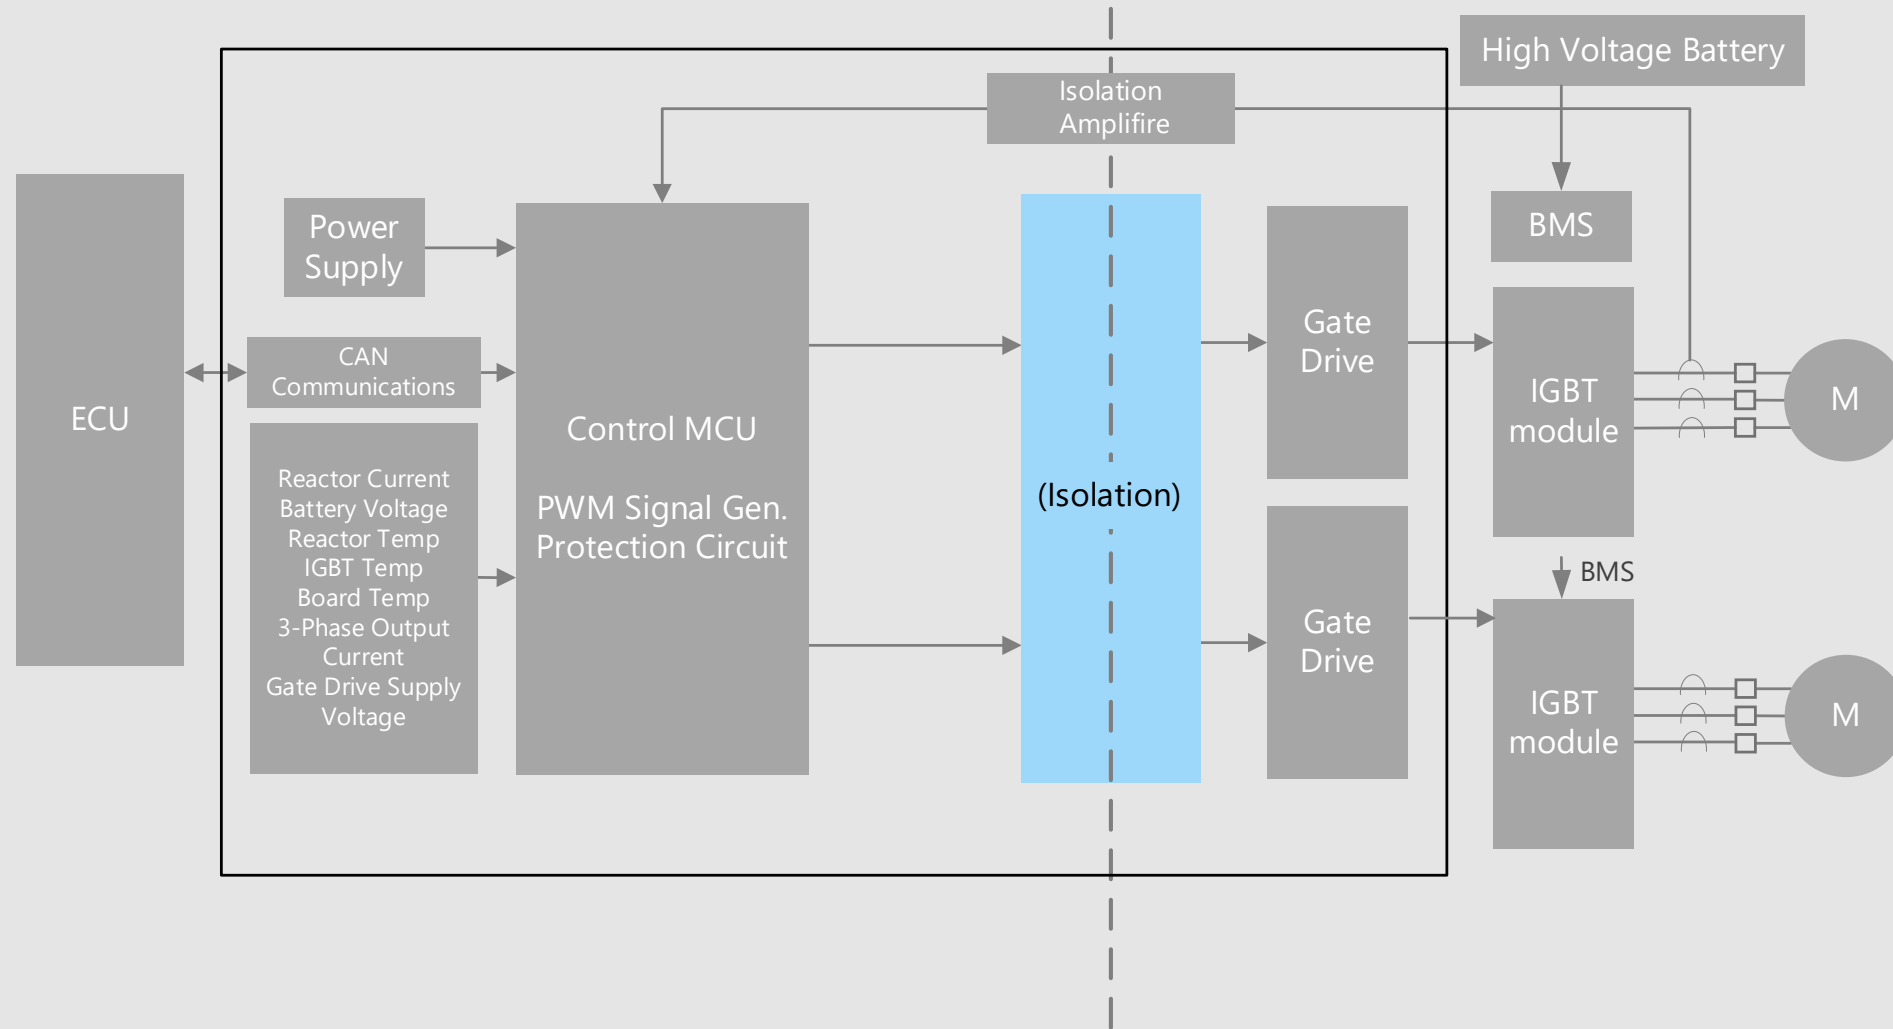 High Voltage Battery
Isolation
Amplifire
Power
Supply
BMS
CAN
Communications
ECU
Reactor Current
Battery Voltage
Reactor Temp
IGBT Temp
Board Temp
3-Phase Output
Current
Gate Drive Supply
Voltage
Control MCU
PWM Signal Gen.
Protection Circuit
(Isolation)
Gate
Drive
IGBT
module
M
BMS
Gate
Drive
IGBT
module
M